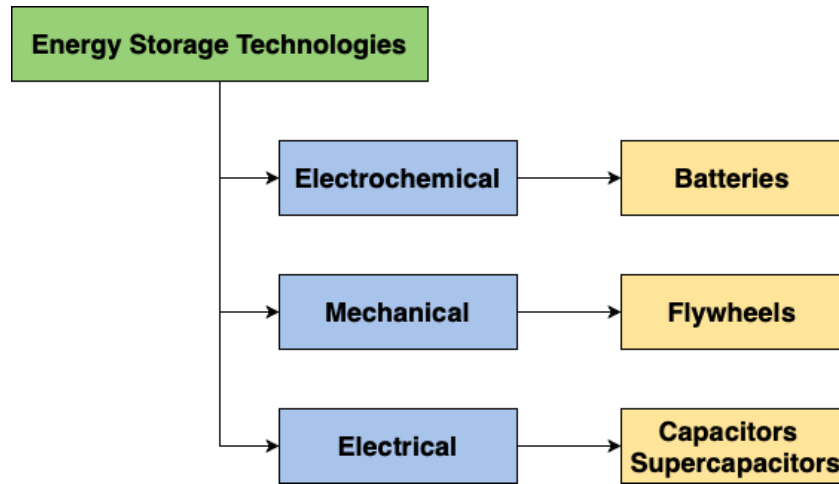 Energy Storage Technologies
Electrochemical
Batteries
Mechanical
Flywheels
Electrical
Capacitors
Supercapacitors